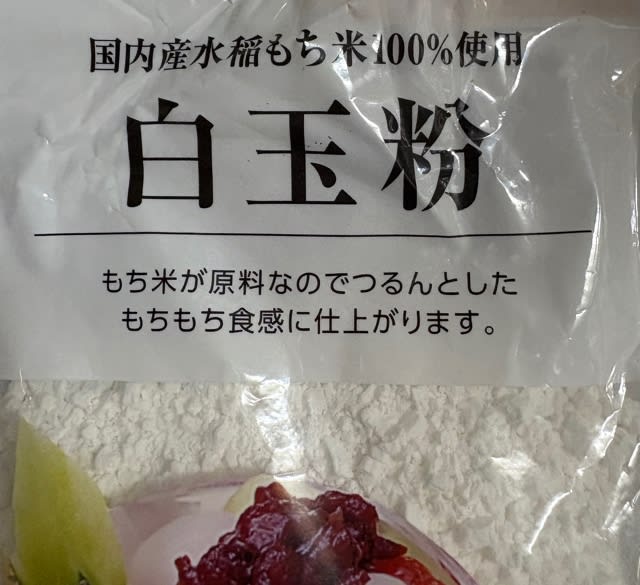 国内産水稲もち米100%使用
白玉粉
もち米が原料なのでつるんとした
もちもち食感に仕上がります。